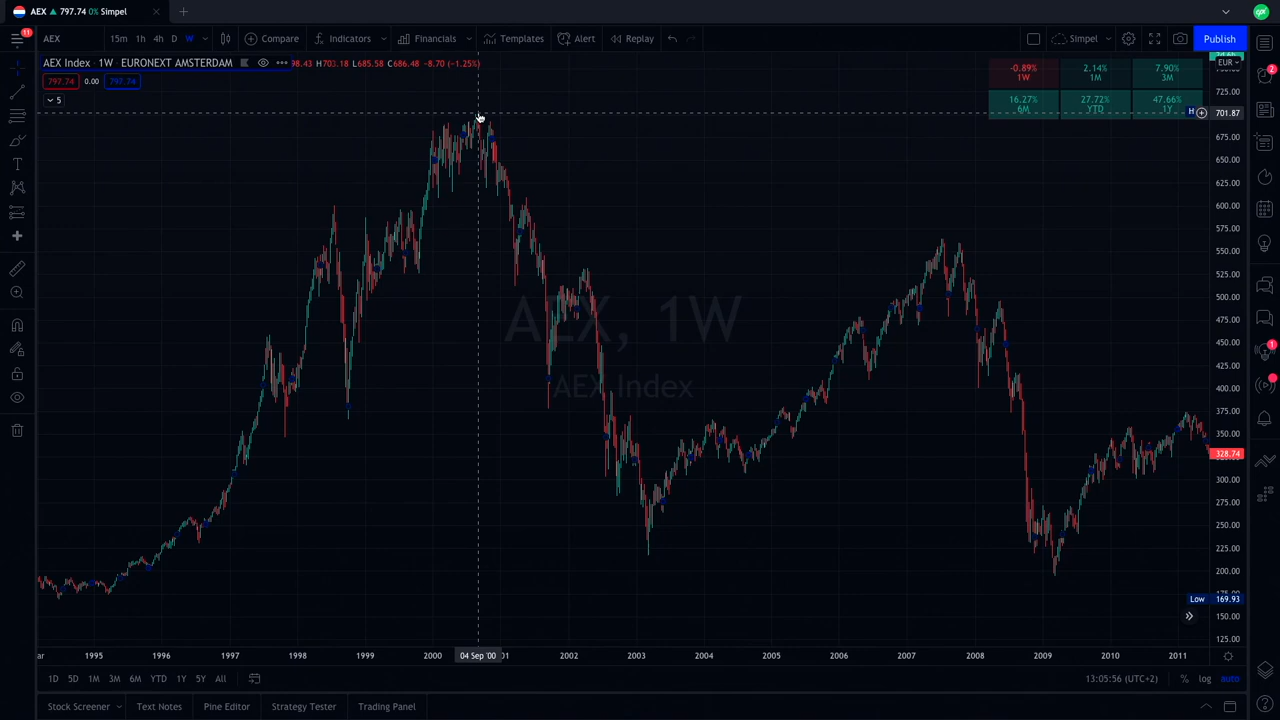 AEX ▲ 797.74 0% Simpel
11
AEX
15m 1h 4h D W
Compare
Indicators
Financials
Templates
Alert
Replay
Simpel
Publish
AEX Index · 1W · EURONEXT AMSTERDAM
98.43 H703.18 L685.58 C686.48 -8.70 (-1.25%)
797.74 0.00 797.74
5
-0.89% 2.14% 7.90%
1W 1M 3M
16.27% 27.72% 47.66%
6M YTD 1Y
EUR
725.00
H 701.87
675.00
650.00
625.00
600.00
575.00
550.00
525.00
500.00
475.00
450.00
425.00
400.00
375.00
350.00
328.74
300.00
275.00
250.00
225.00
200.00
Low 169.93
150.00
125.00
AEX, 1W
AEX Index
ar 1995 1996 1997 1998 1999 2000 04 Sep '00 01 2002 2003 2004 2005 2006 2007 2008 2009 2010 2011
1D 5D 1M 3M 6M YTD 1Y 5Y All
13:05:56 (UTC+2) % log auto
Stock Screener Text Notes Pine Editor Strategy Tester Trading Panel
2
1